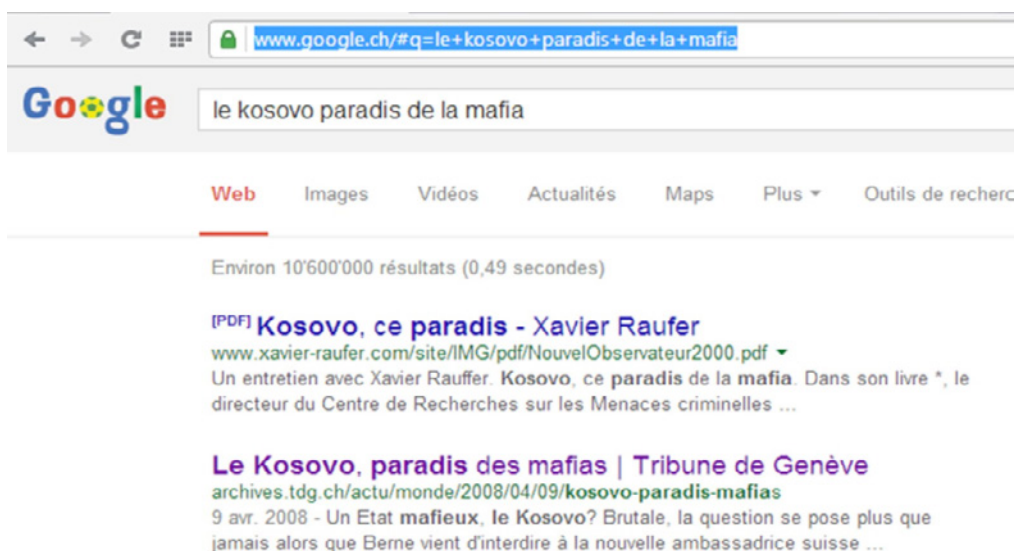 www.google.ch/#q=le+kosovo+paradis+de+la+mafia
Google le kosovo paradis de la mafia
Web Images Vidéos Actualités Maps Plus Outils de recherc
Environ 10'600'000 résultats (0,49 secondes)
[PDF] Kosovo, ce paradis - Xavier Raufer
www.xavier-raufer.com/site/IMG/pdf/NouvelObservateur2000.pdf
Un entretien avec Xavier Rauffer. Kosovo, ce paradis de la mafia. Dans son livre *, le
directeur du Centre de Recherches sur les Menaces criminelles ...
Le Kosovo, paradis des mafias | Tribune de Genève
archives.tdg.ch/actu/monde/2008/04/09/kosovo-paradis-mafias
9 avr. 2008 - Un Etat mafieux, le Kosovo? Brutale, la question se pose plus que
jamais alors que Berne vient d'interdire à la nouvelle ambassadrice suisse ...